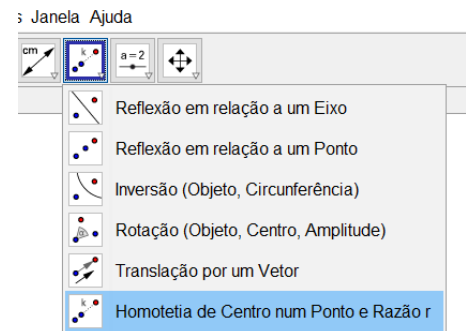 s Janela Ajuda
cm k a=2
Reflexão em relação a um Eixo
Reflexão em relação a um Ponto
Inversão (Objeto, Circunferência)
Rotação (Objeto, Centro, Amplitude)
Translação por um Vetor
k Homotetia de Centro num Ponto e Razão r